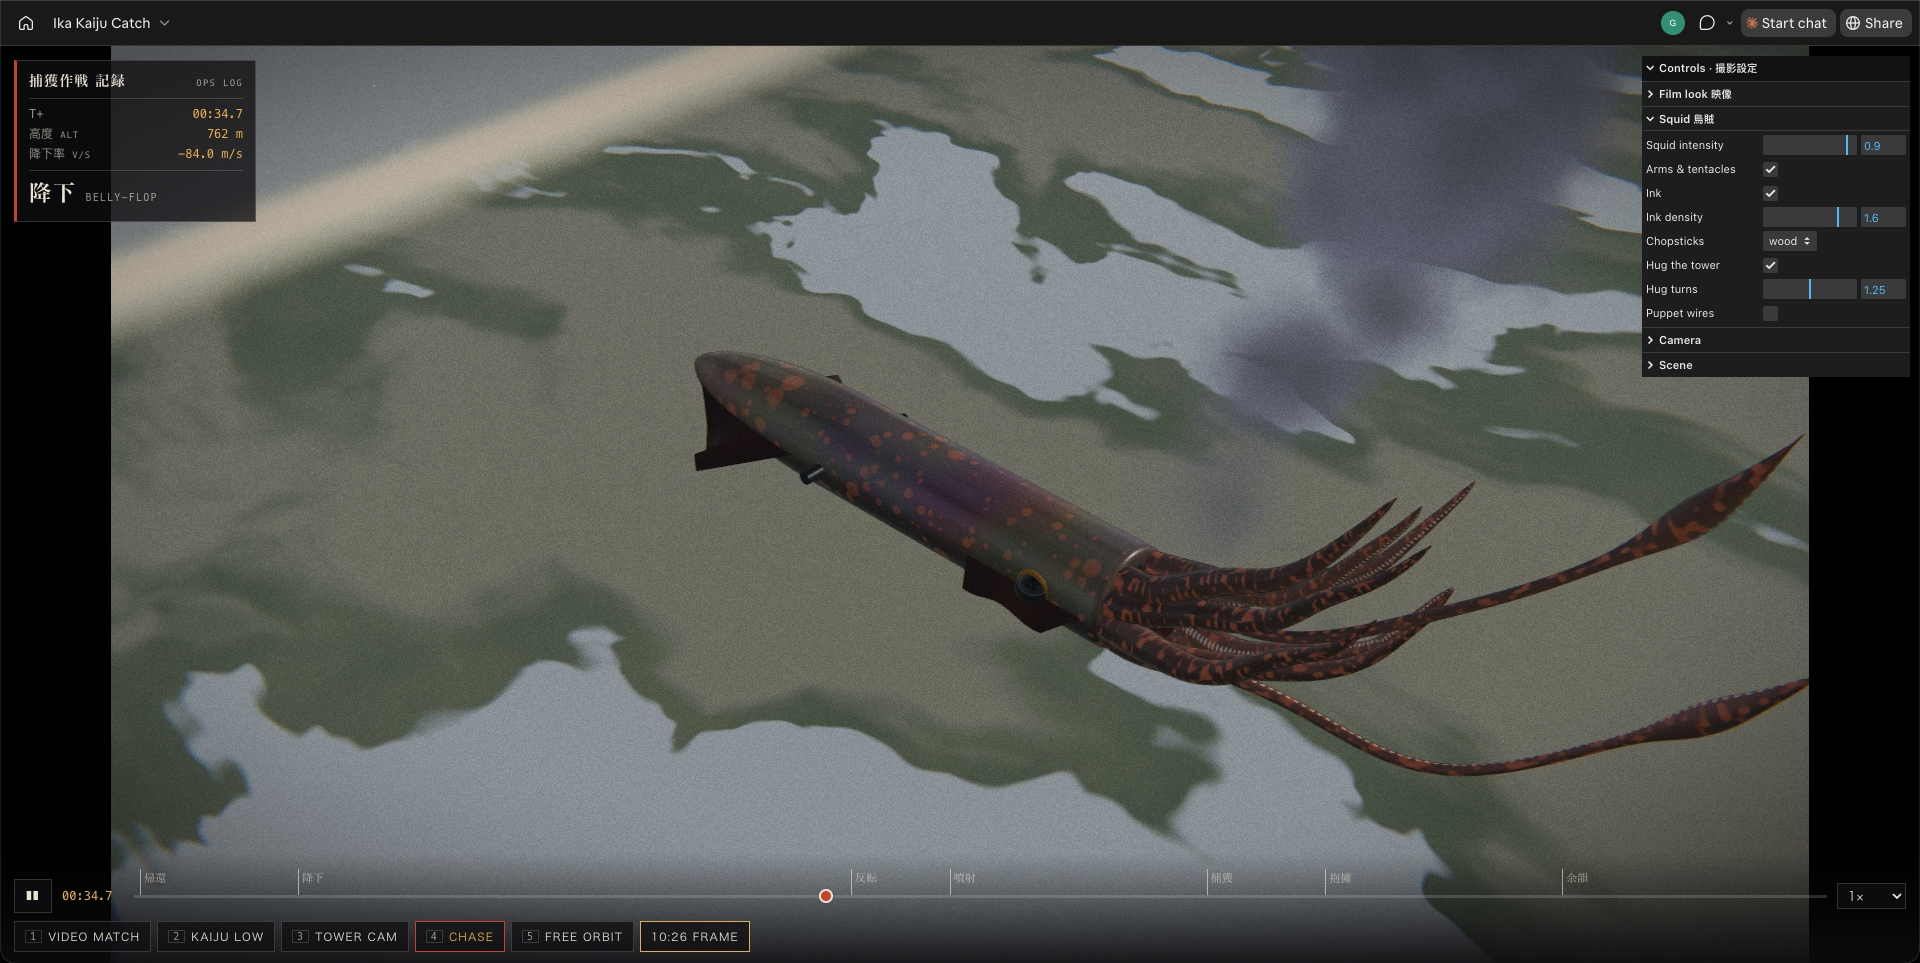 Ika Kaiju Catch
G
Start chat
Share
捕獲作戦 記録 OPS LOG
T+ 00:34.7
高度 ALT 762 m
降下率 V/S −84.0 m/s
降下 BELLY−FLOP
Controls · 撮影設定
Film look 映像
Squid 烏賊
Squid intensity 0.9
Arms & tentacles
Ink
Ink density 1.6
Chopsticks wood
Hug the tower
Hug turns 1.25
Puppet wires
Camera
Scene
帰還 降下 反転 噴射 捕獲 抱擁 余韻
00:34.7 1×
1 VIDEO MATCH 2 KAIJU LOW 3 TOWER CAM 4 CHASE 5 FREE ORBIT 10:26 FRAME